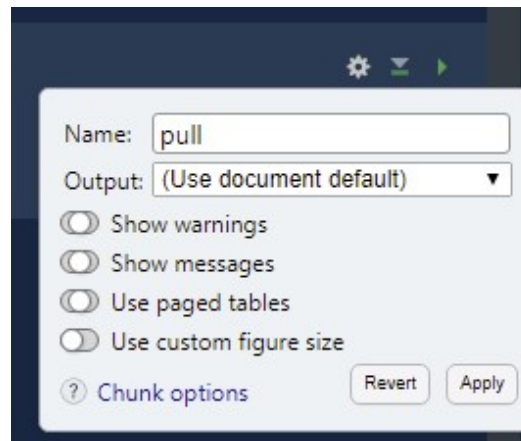 Name: pull
Output: (Use document default)
Show warnings
Show messages
Use paged tables
Use custom figure size
? Chunk options Revert Apply